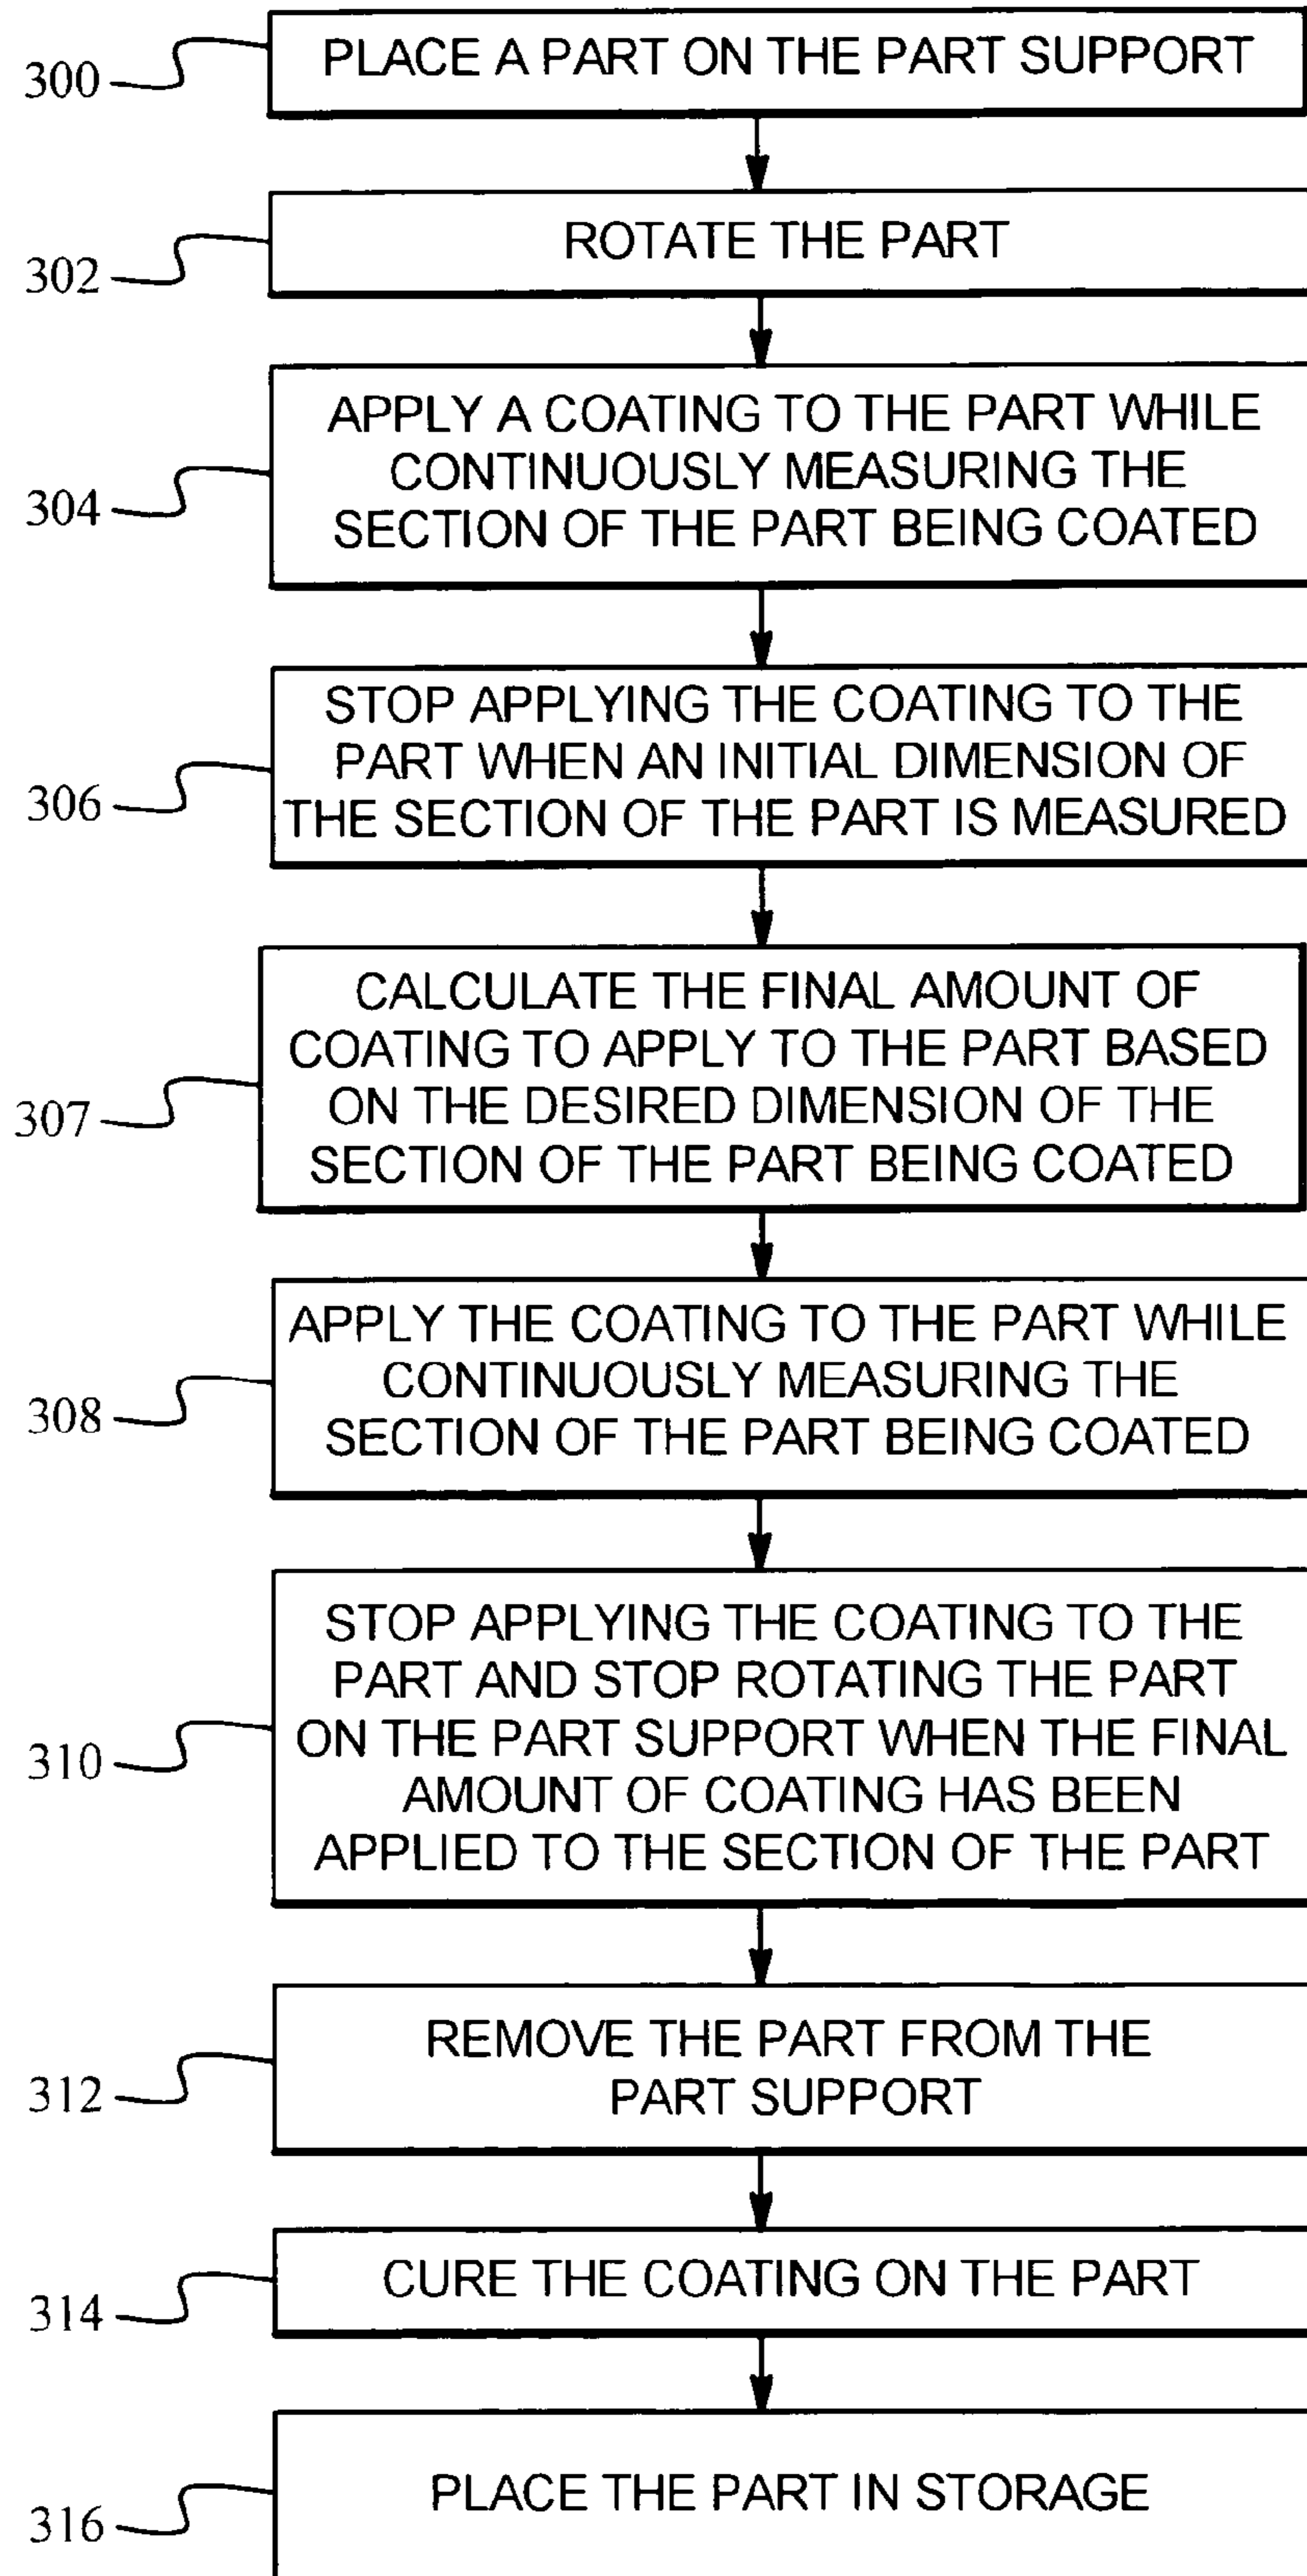 300
PLACE A PART ON THE PART SUPPORT
302
ROTATE THE PART
304
APPLY A COATING TO THE PART WHILE
CONTINUOUSLY MEASURING THE
SECTION OF THE PART BEING COATED
306
STOP APPLYING THE COATING TO THE
PART WHEN AN INITIAL DIMENSION OF
THE SECTION OF THE PART IS MEASURED
307
CALCULATE THE FINAL AMOUNT OF
COATING TO APPLY TO THE PART BASED
ON THE DESIRED DIMENSION OF THE
SECTION OF THE PART BEING COATED
308
APPLY THE COATING TO THE PART WHILE
CONTINUOUSLY MEASURING THE
SECTION OF THE PART BEING COATED
310
STOP APPLYING THE COATING TO THE
PART AND STOP ROTATING THE PART
ON THE PART SUPPORT WHEN THE FINAL
AMOUNT OF COATING HAS BEEN
APPLIED TO THE SECTION OF THE PART
312
REMOVE THE PART FROM THE
PART SUPPORT
314
CURE THE COATING ON THE PART
316
PLACE THE PART IN STORAGE